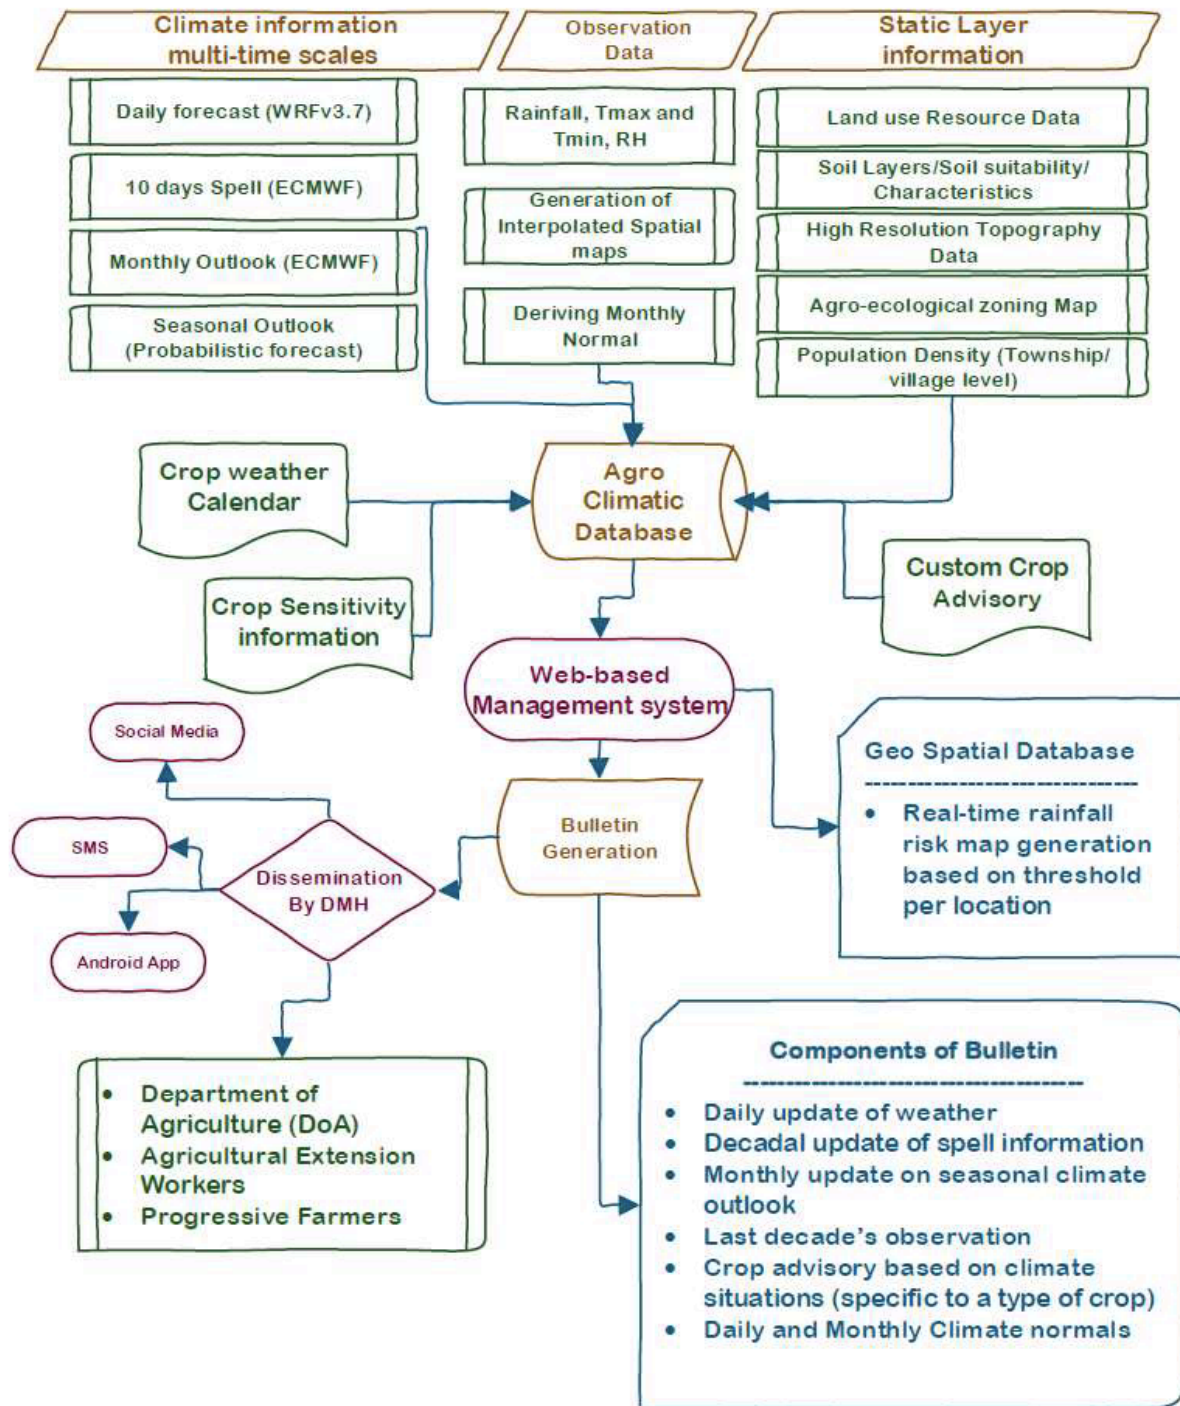 Climate information
multi-time scales
Observation
Data
Static Layer
information
Daily forecast (WRFv3.7)
10 days Spell (ECMWF)
Monthly Outlook (ECMWF)
Seasonal Outlook
(Probabilistic forecast)
Rainfall, Tmax and
Tmin, RH
Generation of
Interpolated Spatial
maps
Deriving Monthly
Normal
Land use Resource Data
Soil Layers/Soil suitability/
Characteristics
High Resolution Topography
Data
Agro-ecological zoning Map
Population Density (Township/
village level)
Crop weather
Calendar
Agro
Climatic
Database
Crop Sensitivity
information
Custom Crop
Advisory
Web-based
Management system
Social Media
SMS
Android App
Dissemination
By DMH
Bulletin
Generation
Geo Spatial Database
--------------------------------
• Real-time rainfall
risk map generation
based on threshold
per location
• Department of
Agriculture (DoA)
• Agricultural Extension
Workers
• Progressive Farmers
Components of Bulletin
----------------------------------------
• Daily update of weather
• Decadal update of spell information
• Monthly update on seasonal climate
outlook
• Last decade's observation
• Crop advisory based on climate
situations (specific to a type of crop)
• Daily and Monthly Climate normals